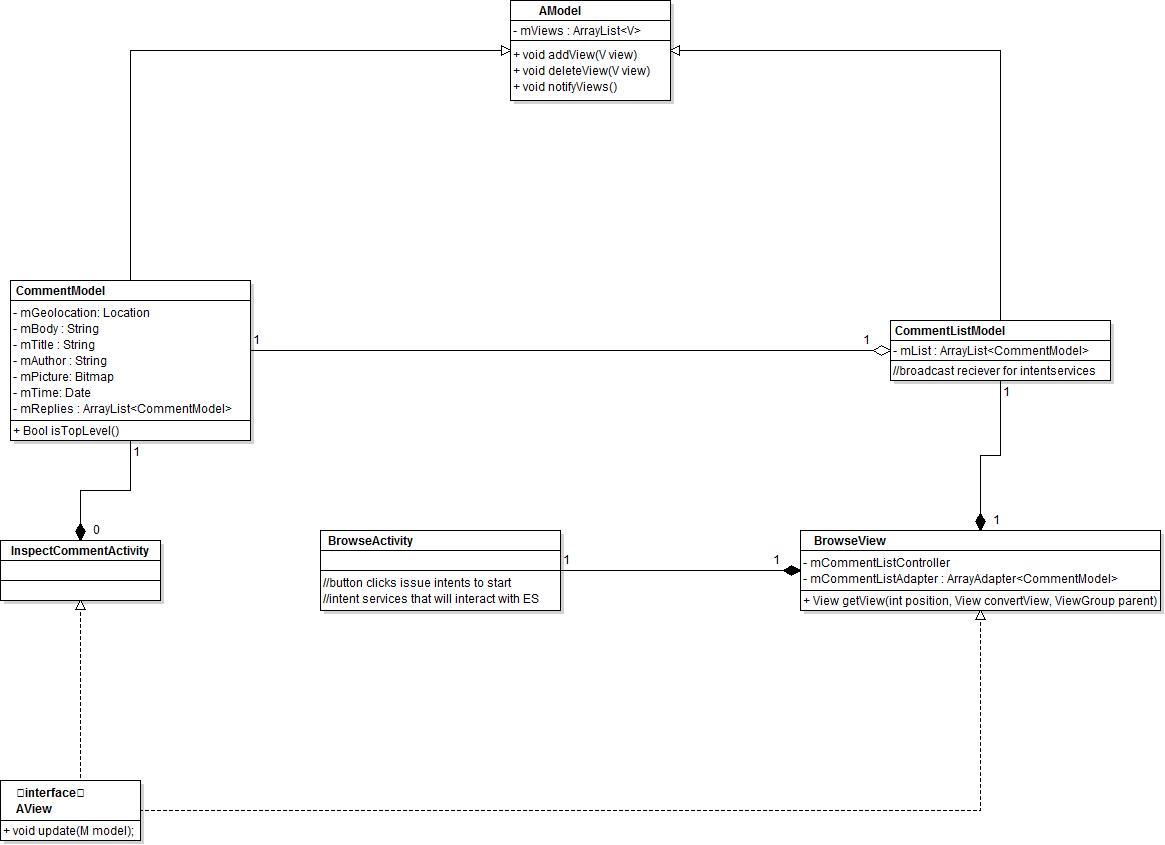 AModel
- mViews : ArrayList<V>
+ void addView(V view)
+ void deleteView(V view)
+ void notifyViews()
CommentModel
- mGeolocation: Location
- mBody : String
- mTitle : String
- mAuthor : String
- mPicture: Bitmap
- mTime: Date
- mReplies : ArrayList<CommentModel>
+ Bool isTopLevel()
1
1
CommentListModel
- mList : ArrayList<CommentModel>
//broadcast reciever for intentservices
1
1
0
1
InspectCommentActivity
BrowseActivity
//button clicks issue intents to start
//intent services that will interact with ES
1
1
BrowseView
- mCommentListController
- mCommentListAdapter : ArrayAdapter<CommentModel>
+ View getView(int position, View convertView, ViewGroup parent)
□interface□
AView
+ void update(M model);